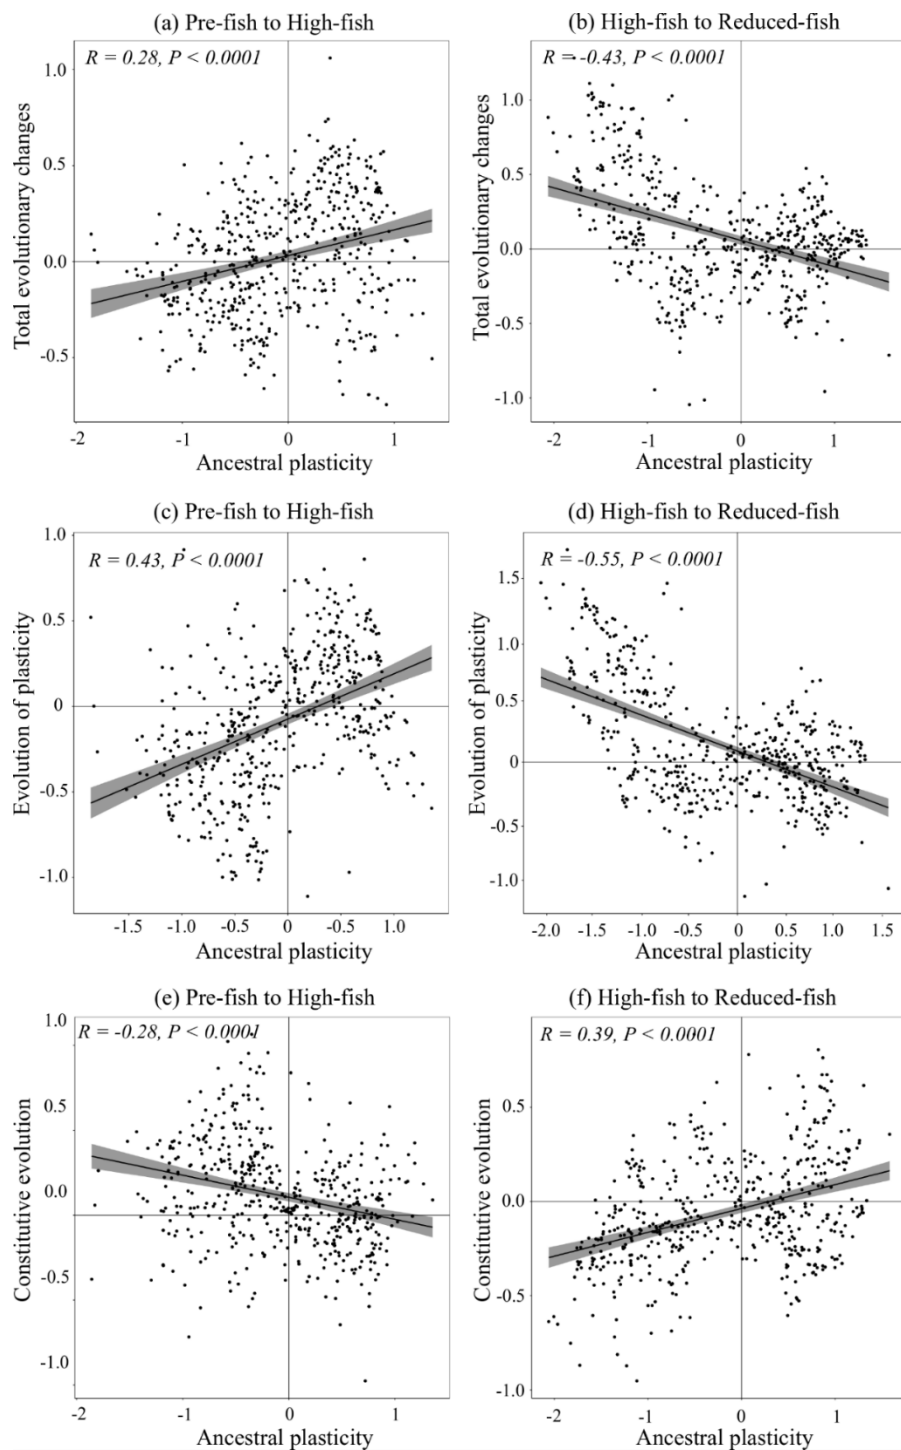 (a) Pre-fish to High-fish
R = 0.28, P < 0.0001
Total evolutionary changes
1.0
0.5
0.0
-0.5
-2
-1
0
1
Ancestral plasticity
(b) High-fish to Reduced-fish
R = -0.43, P < 0.0001
Total evolutionary changes
1.0
0.5
0.0
-0.5
-1.0
-2
-1
0
1
Ancestral plasticity
(c) Pre-fish to High-fish
R = 0.43, P < 0.0001
Evolution of plasticity
1.0
0.5
0
-0.5
-1.0
-1.5
-1.0
-0.5
0
-0.5
1.0
Ancestral plasticity
(d) High-fish to Reduced-fish
R = -0.55, P < 0.0001
Evolution of plasticity
1.5
1.0
0.5
0
-0.5
-1.0
-2.0
-1.5
-1.0
-0.5
0
0.5
1.0
1.5
Ancestral plasticity
(e) Pre-fish to High-fish
R = -0.28, P < 0.0001
Constitutive evolution
1.0
0.5
0.0
-0.5
-1.0
-2
-1
0
1
Ancestral plasticity
(f) High-fish to Reduced-fish
R = 0.39, P < 0.0001
Constitutive evolution
0.5
-0.0
-0.5
-1.0
-2
-1
0
1
Ancestral plasticity